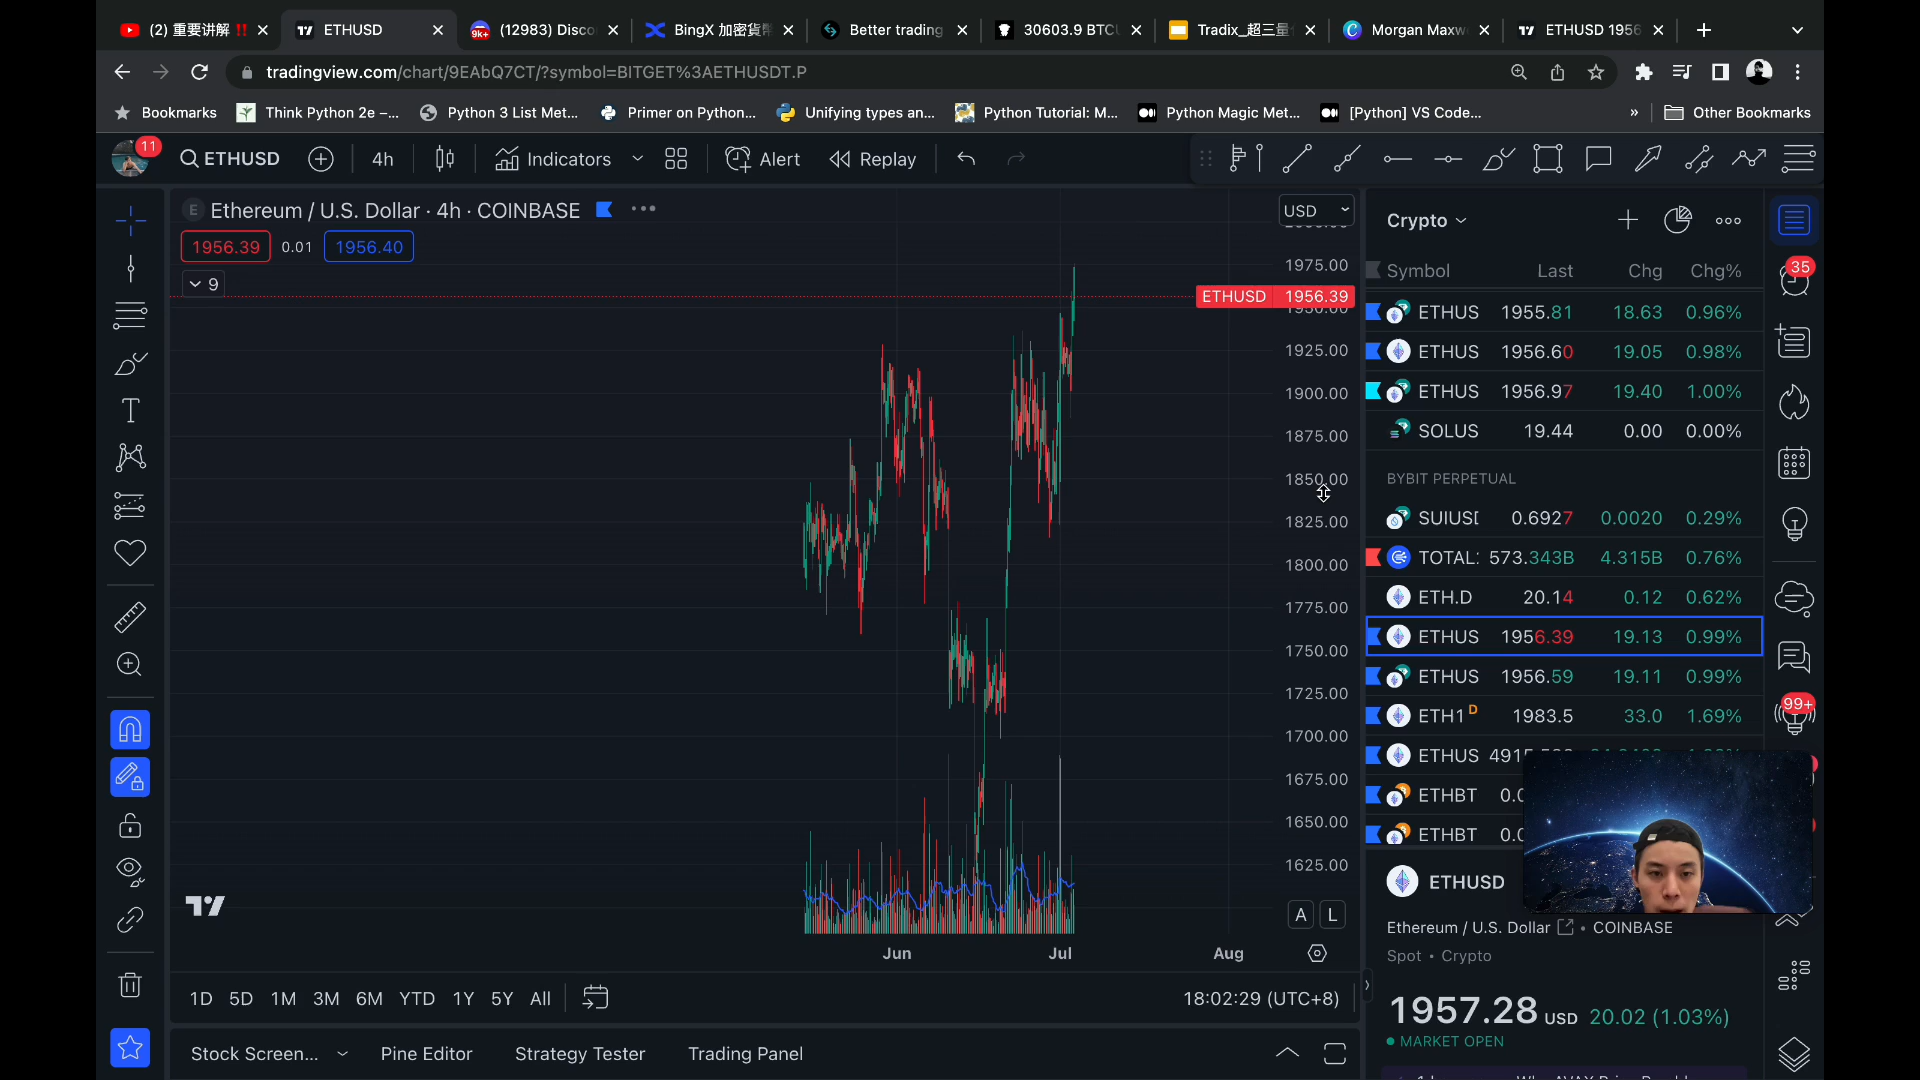 (2) 重要讲解 ‼
ETHUSD
9K+
(12983) Disco
BingX 加密貨幣
Better trading
30603.9 BTCU
Tradix_超三量
Morgan Maxw
ETHUSD 1956
tradingview.com/chart/9EAbQ7CT/?symbol=BITGET%3AETHUSDT.P
Bookmarks
Think Python 2e –...
Python 3 List Met...
Primer on Python...
Unifying types an...
Python Tutorial: M...
Python Magic Met...
[Python] VS Code...
»
Other Bookmarks
11
ETHUSD
4h
Indicators
Alert
Replay
E Ethereum / U.S. Dollar · 4h · COINBASE
1956.39 0.01 1956.40
9
USD
1975.00
ETHUSD 1956.39
1925.00
1900.00
1875.00
1850.00
1825.00
1800.00
1775.00
1750.00
1725.00
1700.00
1675.00
1650.00
1625.00
A L
Jun Jul Aug
1D 5D 1M 3M 6M YTD 1Y 5Y All
18:02:29 (UTC+8)
Stock Screen... Pine Editor Strategy Tester Trading Panel
Crypto
Symbol Last Chg Chg%
ETHUS 1955.81 18.63 0.96%
ETHUS 1956.60 19.05 0.98%
ETHUS 1956.97 19.40 1.00%
SOLUS 19.44 0.00 0.00%
BYBIT PERPETUAL
SUIUSD 0.6927 0.0020 0.29%
TOTAL2 573.343B 4.315B 0.76%
ETH.D 20.14 0.12 0.62%
ETHUS 1956.39 19.13 0.99%
ETHUS 1956.59 19.11 0.99%
ETH1 D 1983.5 33.0 1.69%
ETHUS
ETHBT
ETHBT
ETHUSD
Ethereum / U.S. Dollar • COINBASE
Spot • Crypto
1957.28 USD 20.02 (1.03%)
MARKET OPEN
35
99+